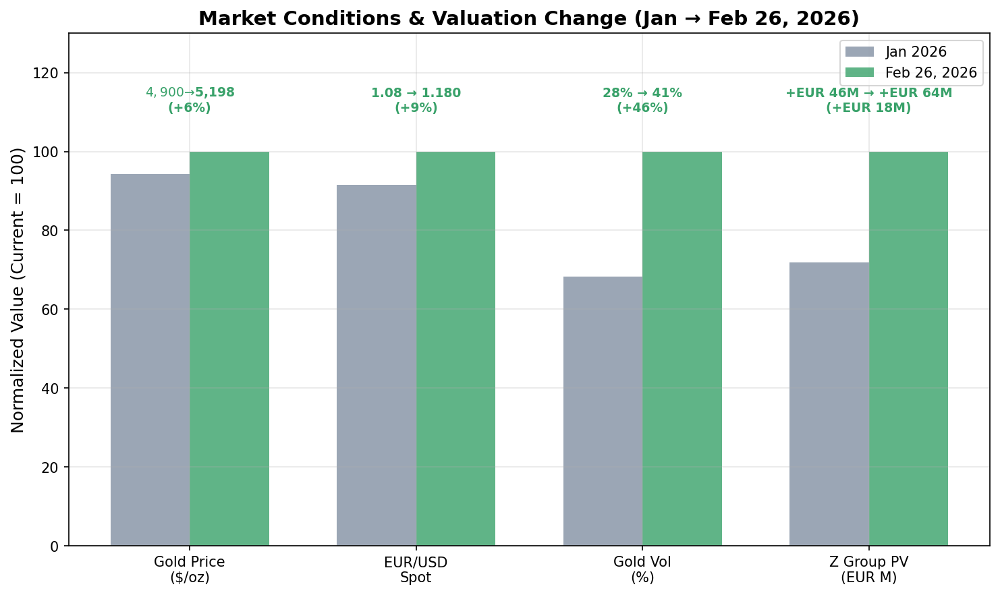 Market Conditions & Valuation Change (Jan → Feb 26, 2026)
Jan 2026
Feb 26, 2026
4, 900→5,198
(+6%)
1.08 → 1.180
(+9%)
28% → 41%
(+46%)
+EUR 46M → +EUR 64M
(+EUR 18M)
Normalized Value (Current = 100)
120
100
80
60
40
20
0
Gold Price
($/oz)
EUR/USD
Spot
Gold Vol
(%)
Z Group PV
(EUR M)